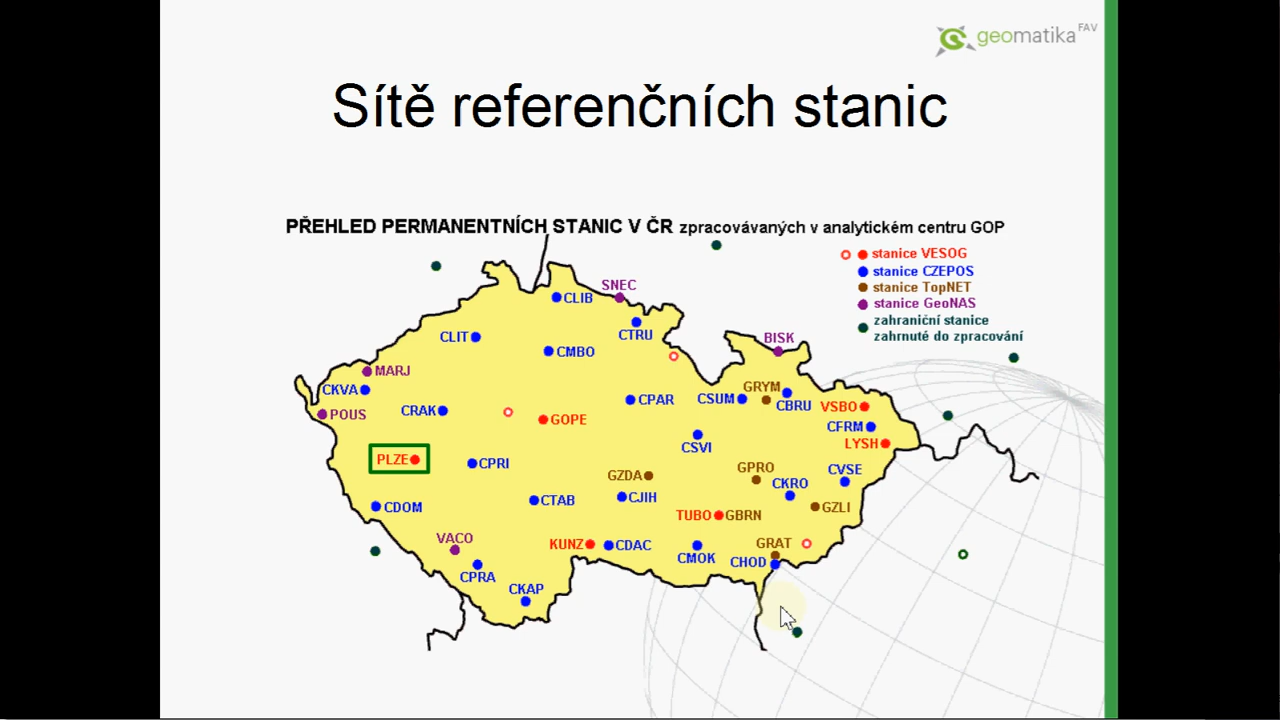 geomatika FAV
Sítě referenčních stanic
PŘEHLED PERMANENTNÍCH STANIC V ČR zpracovávaných v analytickém centru GOP
stanice VESOG
stanice CZEPOS
stanice TopNET
stanice GeoNAS
zahraniční stanice
zahrnuté do zpracování
SNEC
CLIB
CTRU
CLIT
CMBO
BISK
MARJ
CKVA
GRYM
CPAR
CSUM
CBRU
VSBO
POUS
CRAK
GOPE
CFRM
CSVI
LYSH
PLZE
CPRI
GPRO
CVSE
GZDA
CKRO
CTAB
CJIH
CDOM
GZLI
TUBO
GBRN
VACO
KUNZ
CDAC
GRAT
CMOK
CHOD
CPRA
CKAP